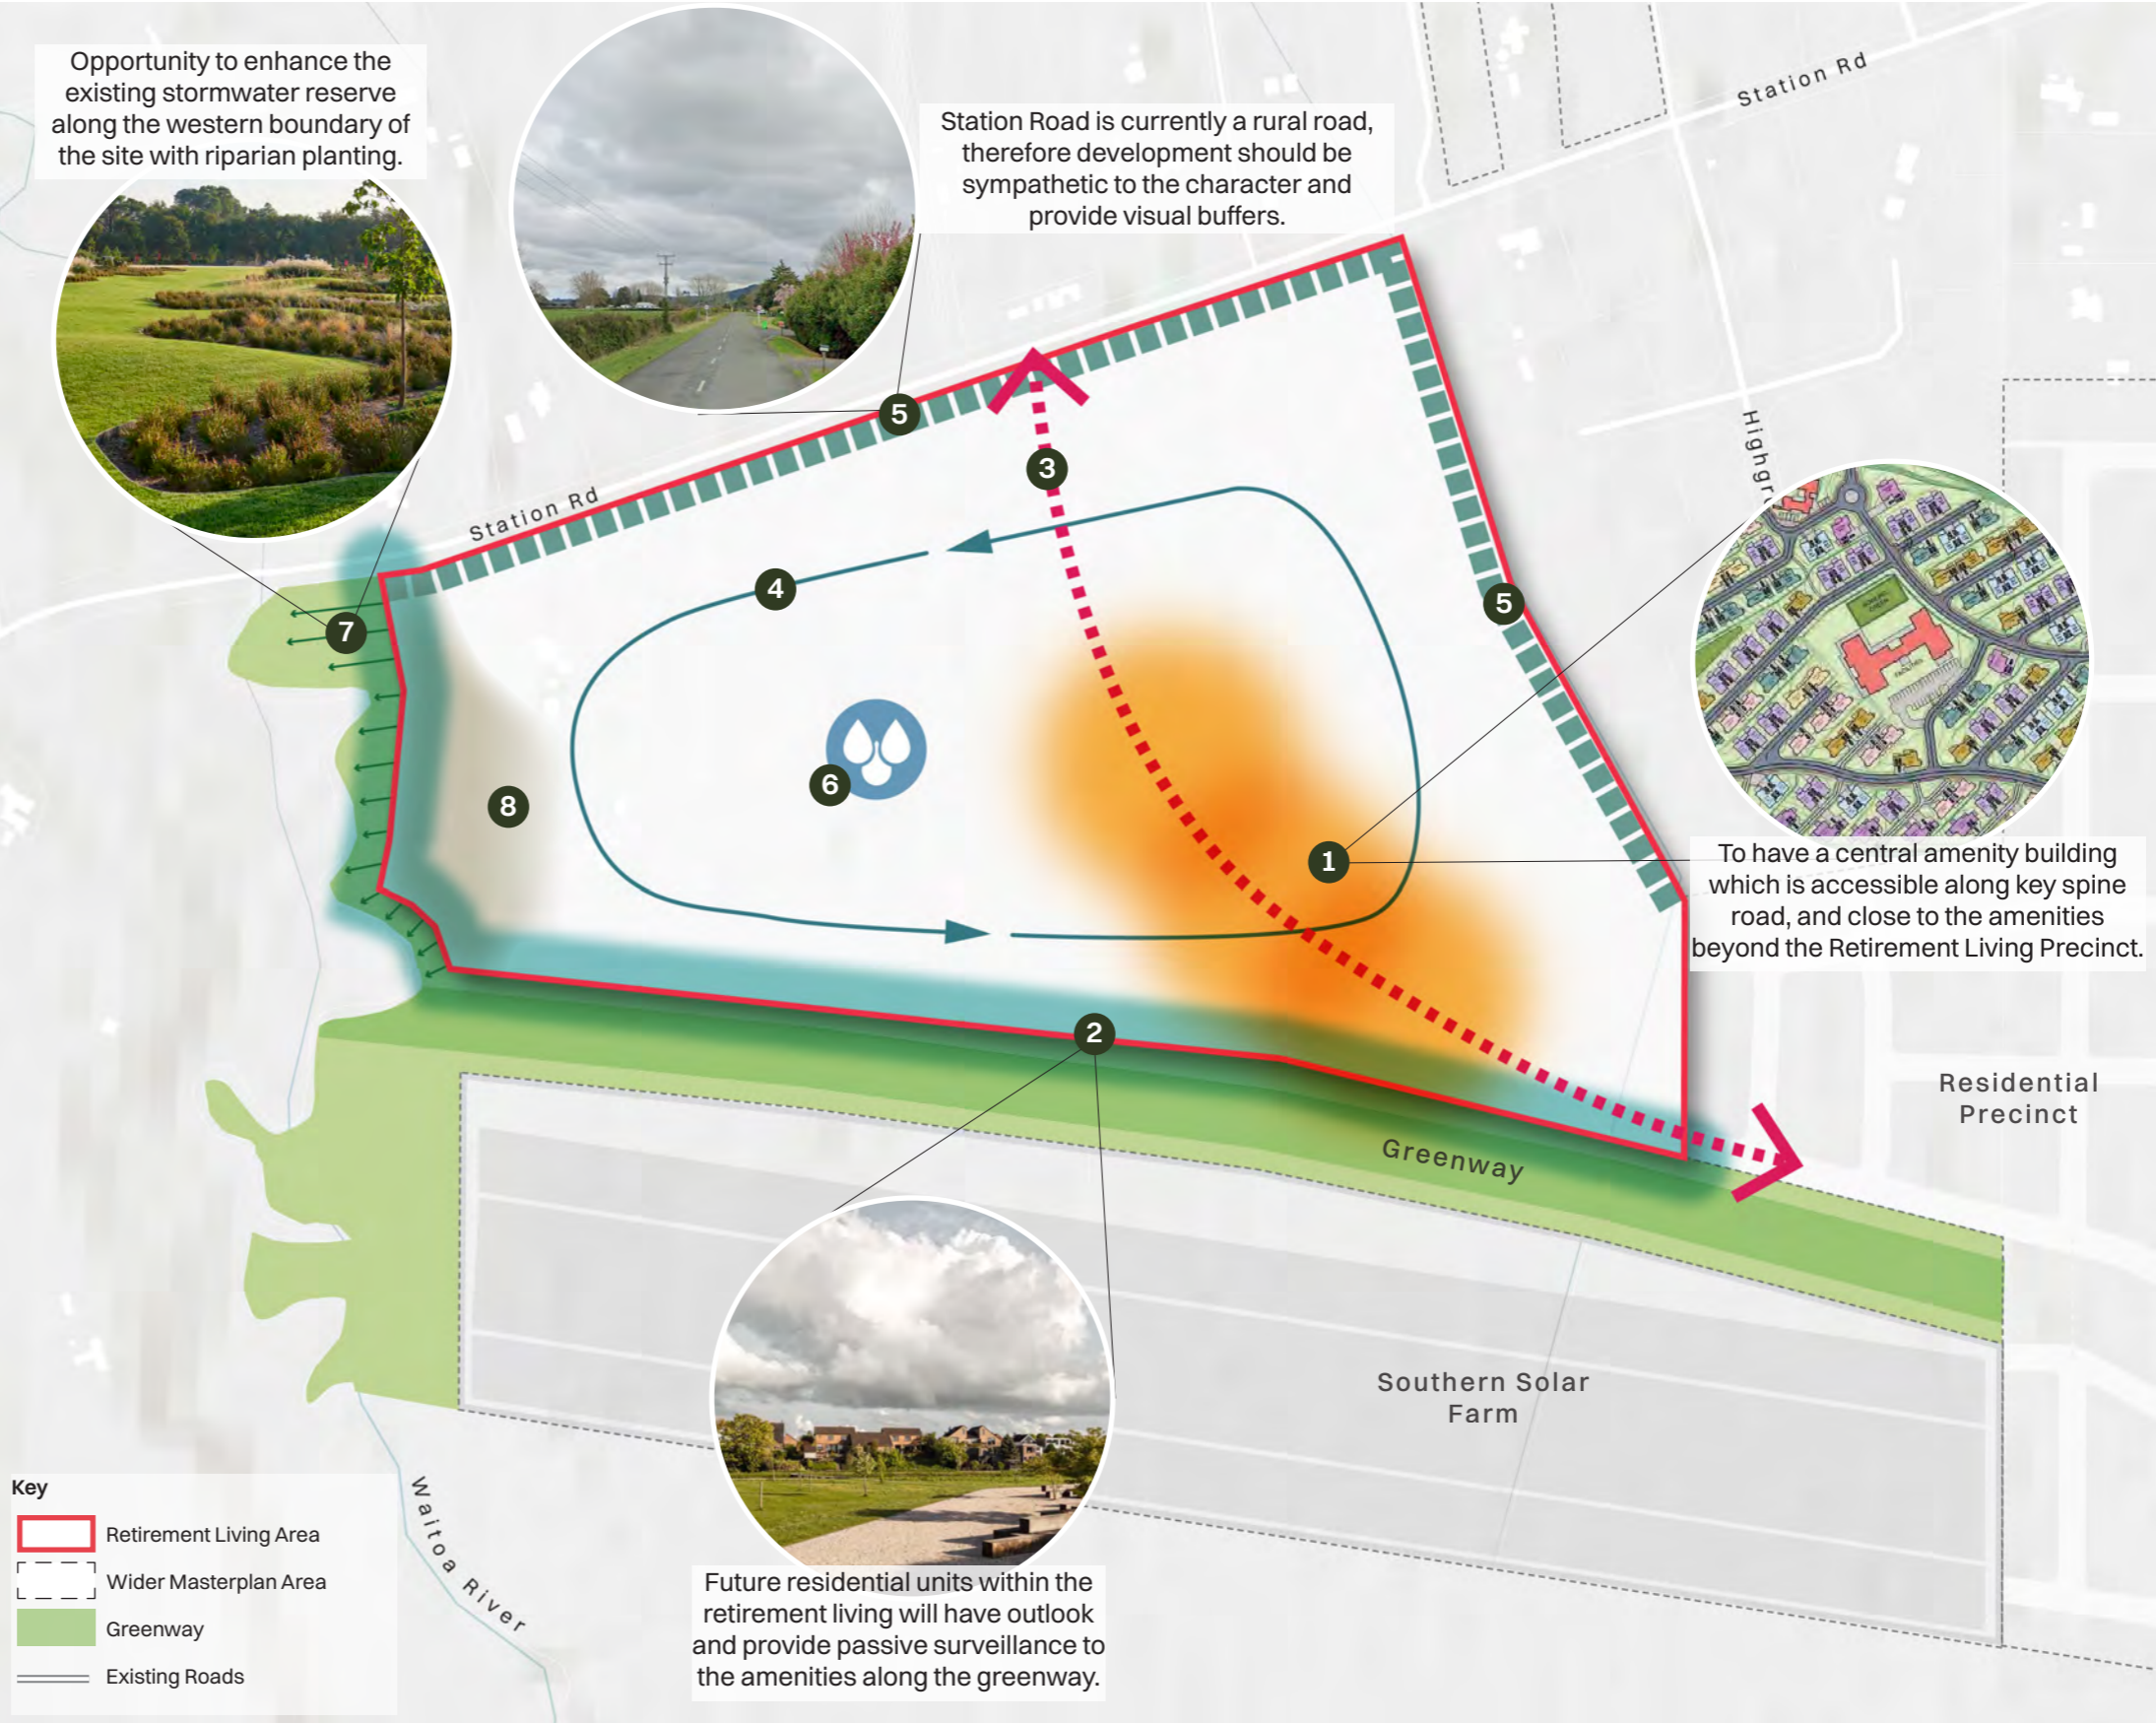 Opportunity to enhance the
existing stormwater reserve
along the western boundary of
the site with riparian planting.
Station Road is currently a rural road,
therefore development should be
sympathetic to the character and
provide visual buffers.
Station Rd
Station Rd
5
3
4
5
7
6
8
1
2
To have a central amenity building
which is accessible along key spine
road, and close to the amenities
beyond the Retirement Living Precinct.
Residential
Precinct
Greenway
Southern Solar
Farm
Future residential units within the
retirement living will have outlook
and provide passive surveillance to
the amenities along the greenway.
Waitoa River
Key
Retirement Living Area
Wider Masterplan Area
Greenway
Existing Roads